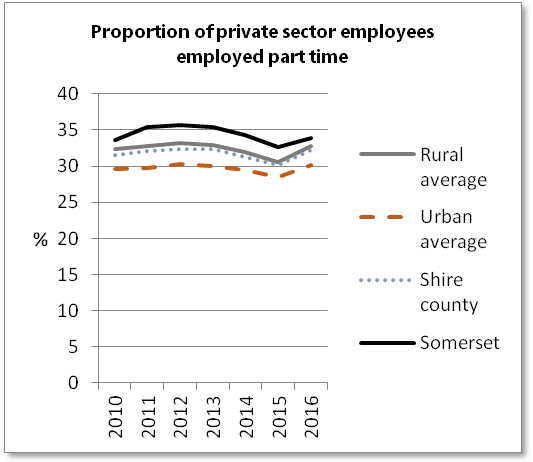 Proportion of private sector employees
employed part time
40
35
30
25
20
15
10
5
0
%
2010
2011
2012
2013
2014
2015
2016
Rural
average
Urban
average
Shire
county
Somerset